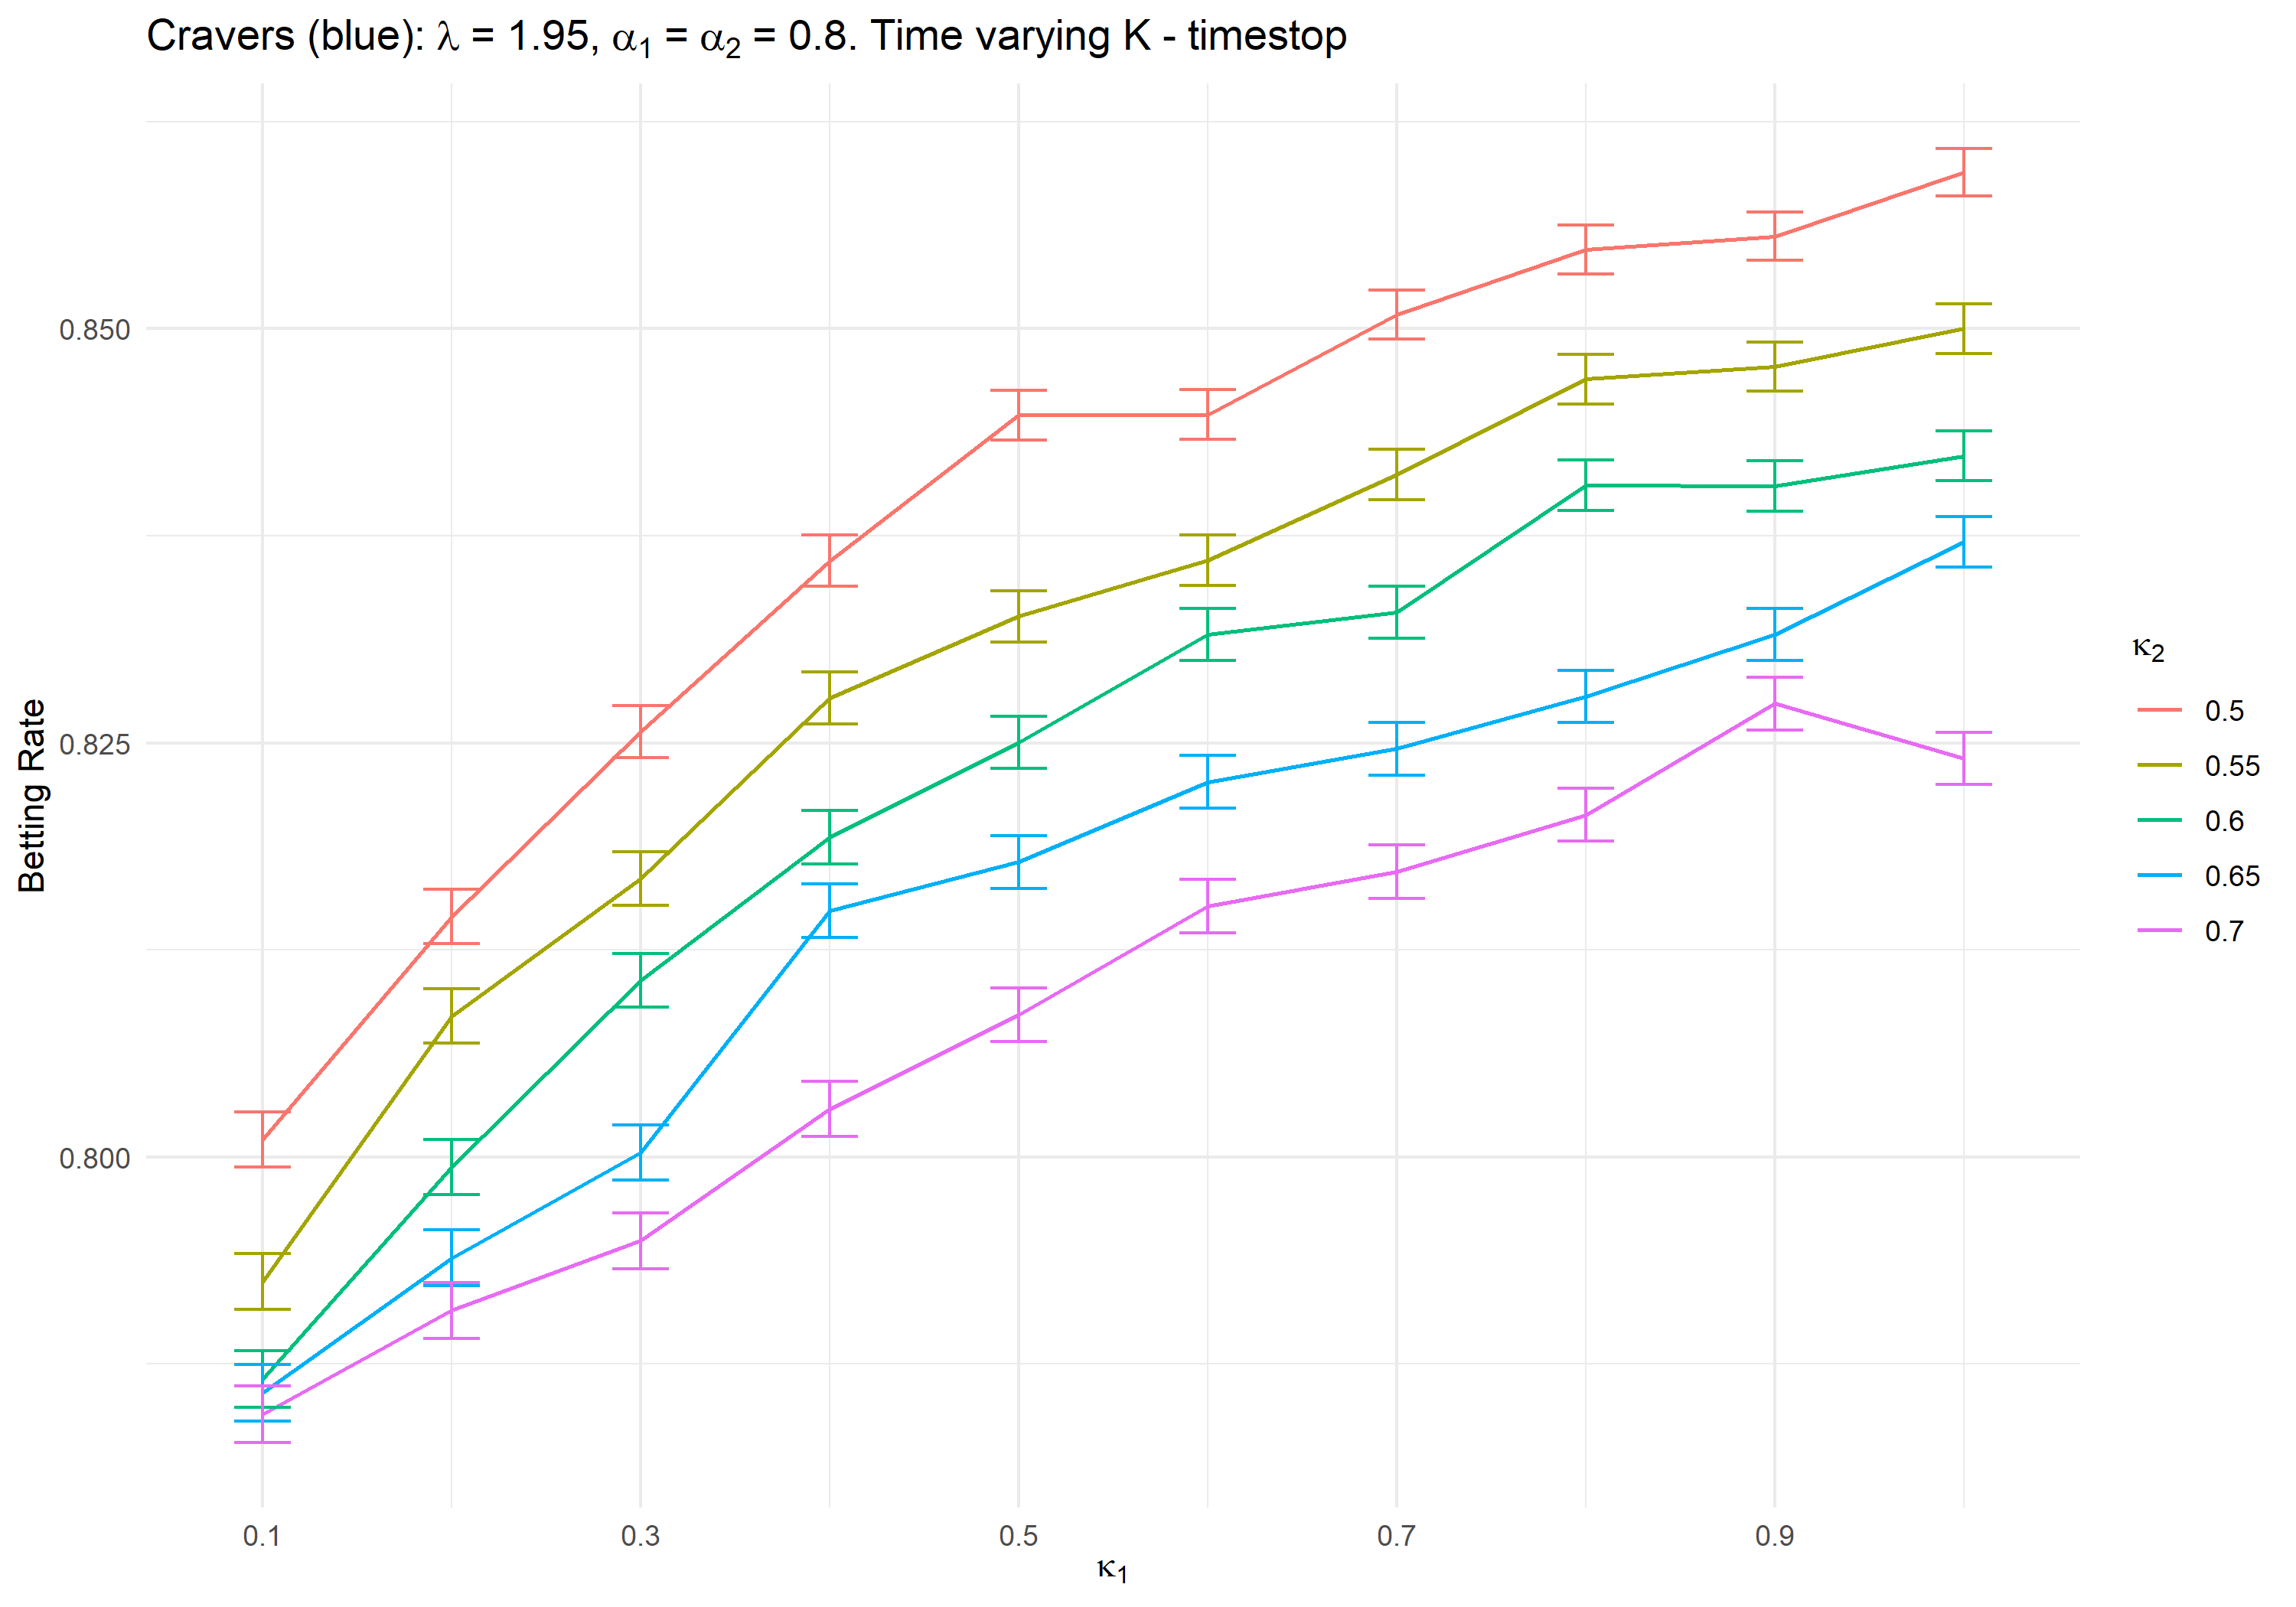 Cravers (blue): λ = 1.95, α₁ = α₂ = 0.8. Time varying K - timestop
Betting Rate
0.850
0.825
0.800
0.1 0.3 0.5 0.7 0.9
κ₁
κ₂
0.5
0.55
0.6
0.65
0.7